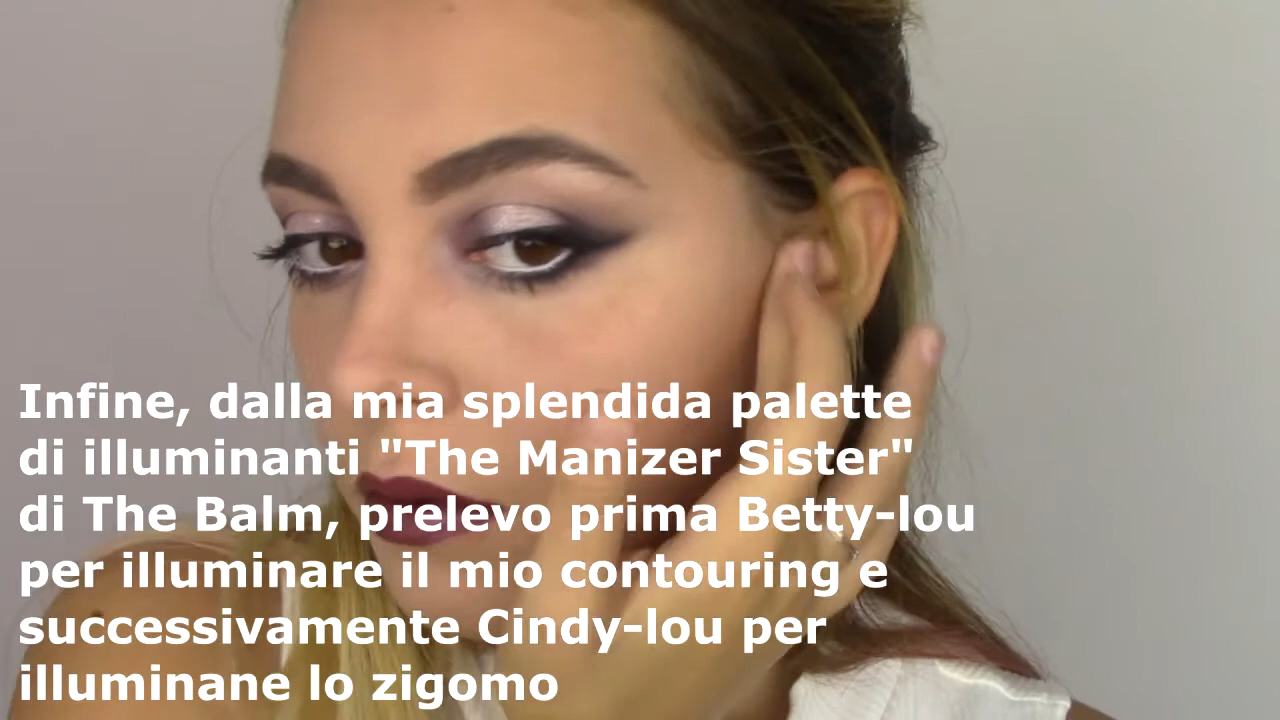 Infine, dalla mia splendida palette
di illuminanti "The Manizer Sister"
di The Balm, prelevo prima Betty-lou
per illuminare il mio contouring e
successivamente Cindy-lou per
illuminane lo zigomo